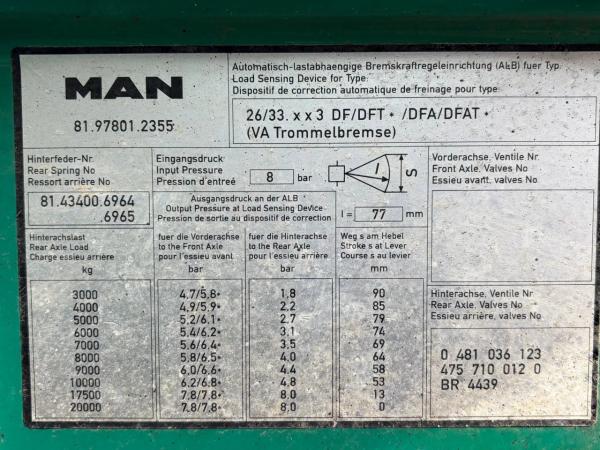 MAN
81.97801.2355
Automatisch-lastabhaengige Bremskraftregeleinrichtung (ALB) fuer Typ:
Load Sensing Device for Type:
Dispositif de correction automatique de freinage pour type:
26/33. x x 3 DF/DFT * /DFA/DFAT *
(VA Trommelbremse)
Hinterfeder-Nr.
Rear Spring No
Ressort arrière No
81.43400.6964
.6965
Eingangsdruck
Input Pressure
Pression d'entreé
8 bar
Ausgangsdruck an der ALB
Output Pressure at Load Sensing Device
Pression de sortie au dispositif de correction
l S
l = 77 mm
Vorderachse, Ventile Nr
Front Axle, Valves No
Essieu avant, valves No
Hinterachslast
Rear Axle Load
Charge essieu arrière
kg
fuer die Vorderachse
to the Front Axle
pour l'essieu avant
bar
fuer die Hinterachse
to the Rear Axle
pour l'essieu arrière
bar
Weg s am Hebel
Stroke s at Lever
Course s au levier
mm
3000 4.7/5.8* 1.8 90
4000 4.9/5.9* 2.2 85
5000 5.2/6.1* 2.7 79
6000 5.4/6.2* 3.1 74
7000 5.6/6.4* 3.5 69
8000 5.8/6.5* 4.0 64
9000 6.0/6.6* 4.4 58
10000 6.2/6.8* 4.8 53
17500 7.8/7.8* 8.0 13
20000 7.8/7.8* 8.0 0
Hinterachse, Ventile Nr
Rear Axle, Valves No
Essieu arrière, valves No
0 481 036 123
475 710 012 0
BR 4439